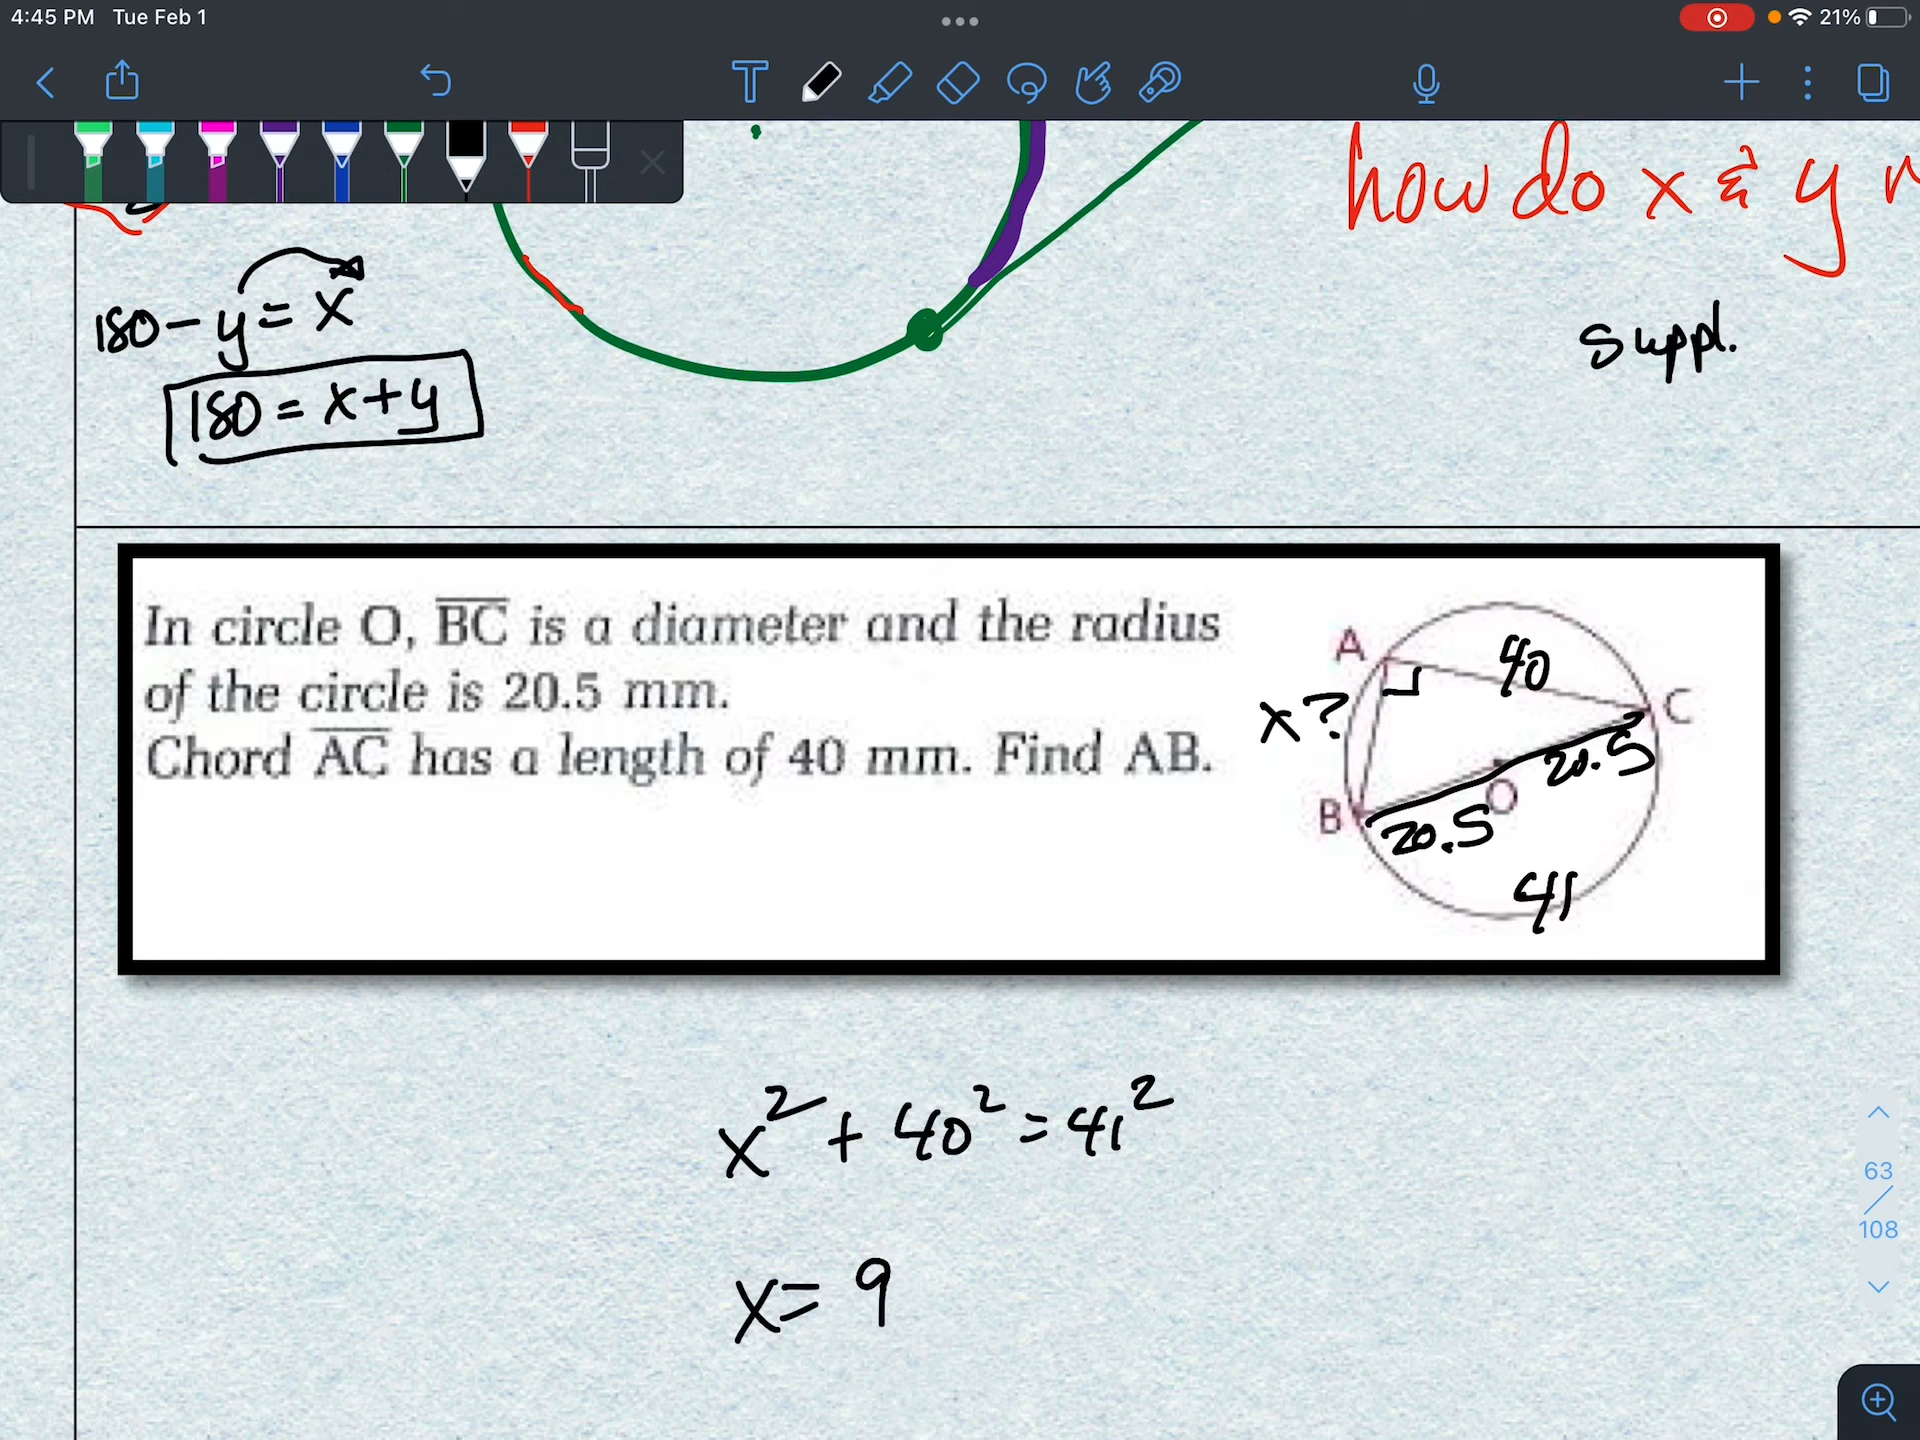 4:45 PM Tue Feb 1
21%
how do x & y
180 - y = x
180 = x + y
suppl.
In circle O, BC is a diameter and the radius
of the circle is 20.5 mm.
Chord AC has a length of 40 mm. Find AB.
A
40
x?
C
20.5
O
B
20.5
41
x² + 40² = 41²
x = 9
63
/
108